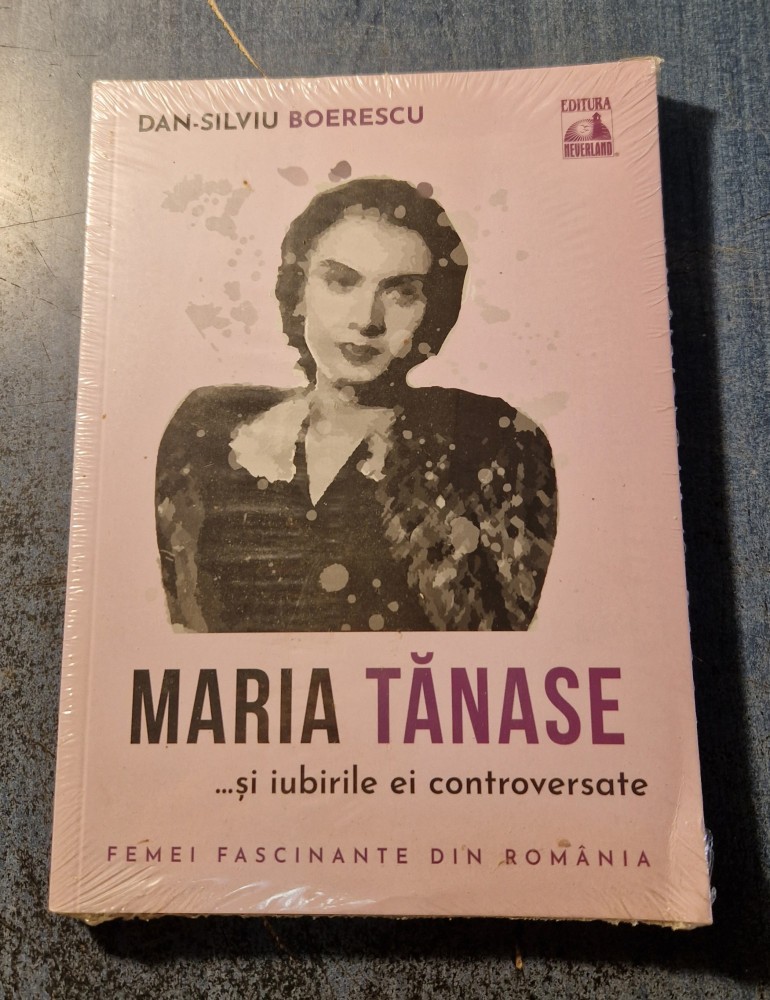 DAN-SILVIU BOERESCU
EDITURA
NEVERLAND
MARIA TĂNASE
...și iubirile ei controversate
FEMEI FASCINANTE DIN ROMÂNIA